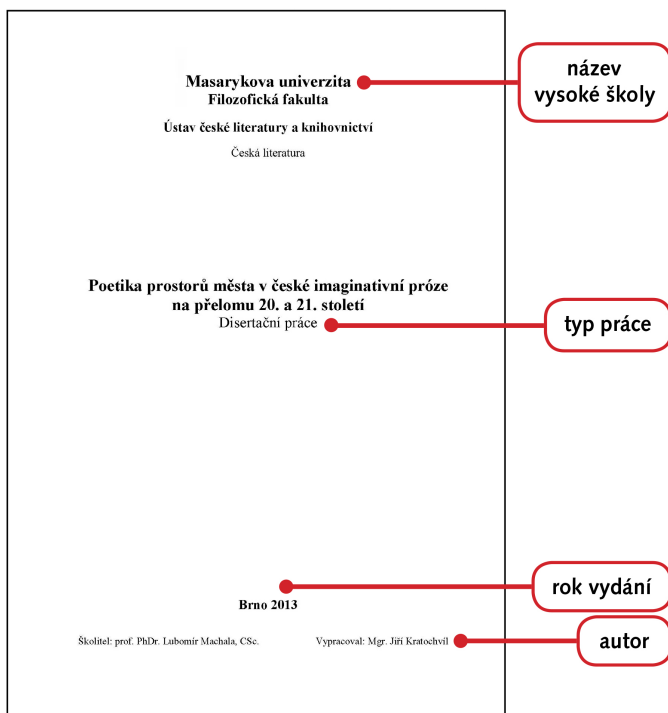 Masarykova univerzita
Filozofická fakulta
Ústav české literatury a knihovnictví
Česká literatura
název
vysoké školy
Poetika prostorů města v české imaginativní próze
na přelomu 20. a 21. století
Disertační práce
typ práce
rok vydání
Brno 2013
Školitel: prof. PhDr. Lubomír Machala, CSc.
Vypracoval: Mgr. Jiří Kratochvíl
autor